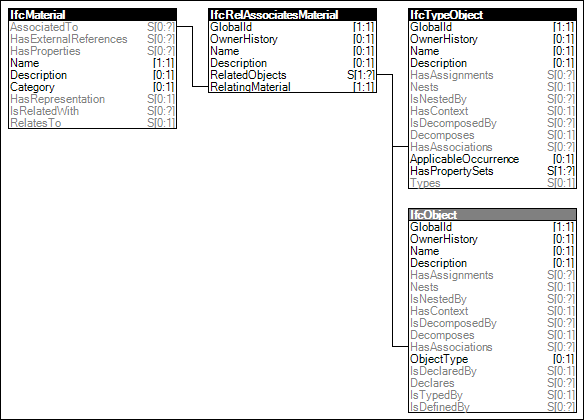 IfcMaterial
AssociatedTo S[0:?]
HasExternalReferences S[0:?]
HasProperties S[0:?]
Name [1:1]
Description [0:1]
Category [0:1]
HasRepresentation S[0:1]
IsRelatedWith S[0:?]
RelatesTo S[0:1]
IfcRelAssociatesMaterial
GlobalId [1:1]
OwnerHistory [0:1]
Name [0:1]
Description [0:1]
RelatedObjects S[1:?]
RelatingMaterial [1:1]
IfcTypeObject
GlobalId [1:1]
OwnerHistory [0:1]
Name [0:1]
Description [0:1]
HasAssignments S[0:?]
Nests S[0:1]
IsNestedBy S[0:?]
HasContext S[0:1]
IsDecomposedBy S[0:?]
Decomposes S[0:1]
HasAssociations S[0:?]
ApplicableOccurrence [0:1]
HasPropertySets S[1:?]
Types S[0:1]
IfcObject
GlobalId [1:1]
OwnerHistory [0:1]
Name [0:1]
Description [0:1]
HasAssignments S[0:?]
Nests S[0:1]
IsNestedBy S[0:?]
HasContext S[0:1]
IsDecomposedBy S[0:?]
Decomposes S[0:1]
HasAssociations S[0:?]
ObjectType [0:1]
IsDeclaredBy S[0:1]
Declares S[0:?]
IsTypedBy S[0:1]
IsDefinedBy S[0:?]